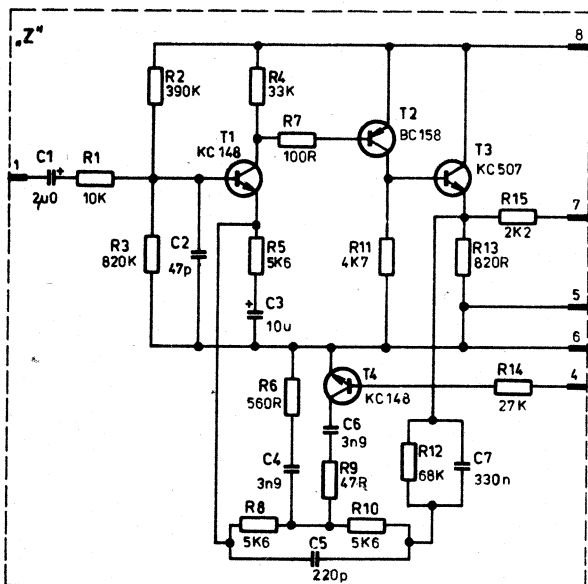 „Z"
8
R2
390K
R4
33K
R7
100R
T2
BC158
T1
KC148
T3
KC507
1
C1
+
2µ0
R1
10K
R15
2K2
7
R3
820K
C2
47p
R5
5K6
R11
4K7
R13
820R
+
C3
10u
5
6
R6
560R
T4
KC148
R14
27K
4
C6
3n9
C4
3n9
R9
47R
R12
68K
C7
330n
R8
5K6
R10
5K6
C5
220p